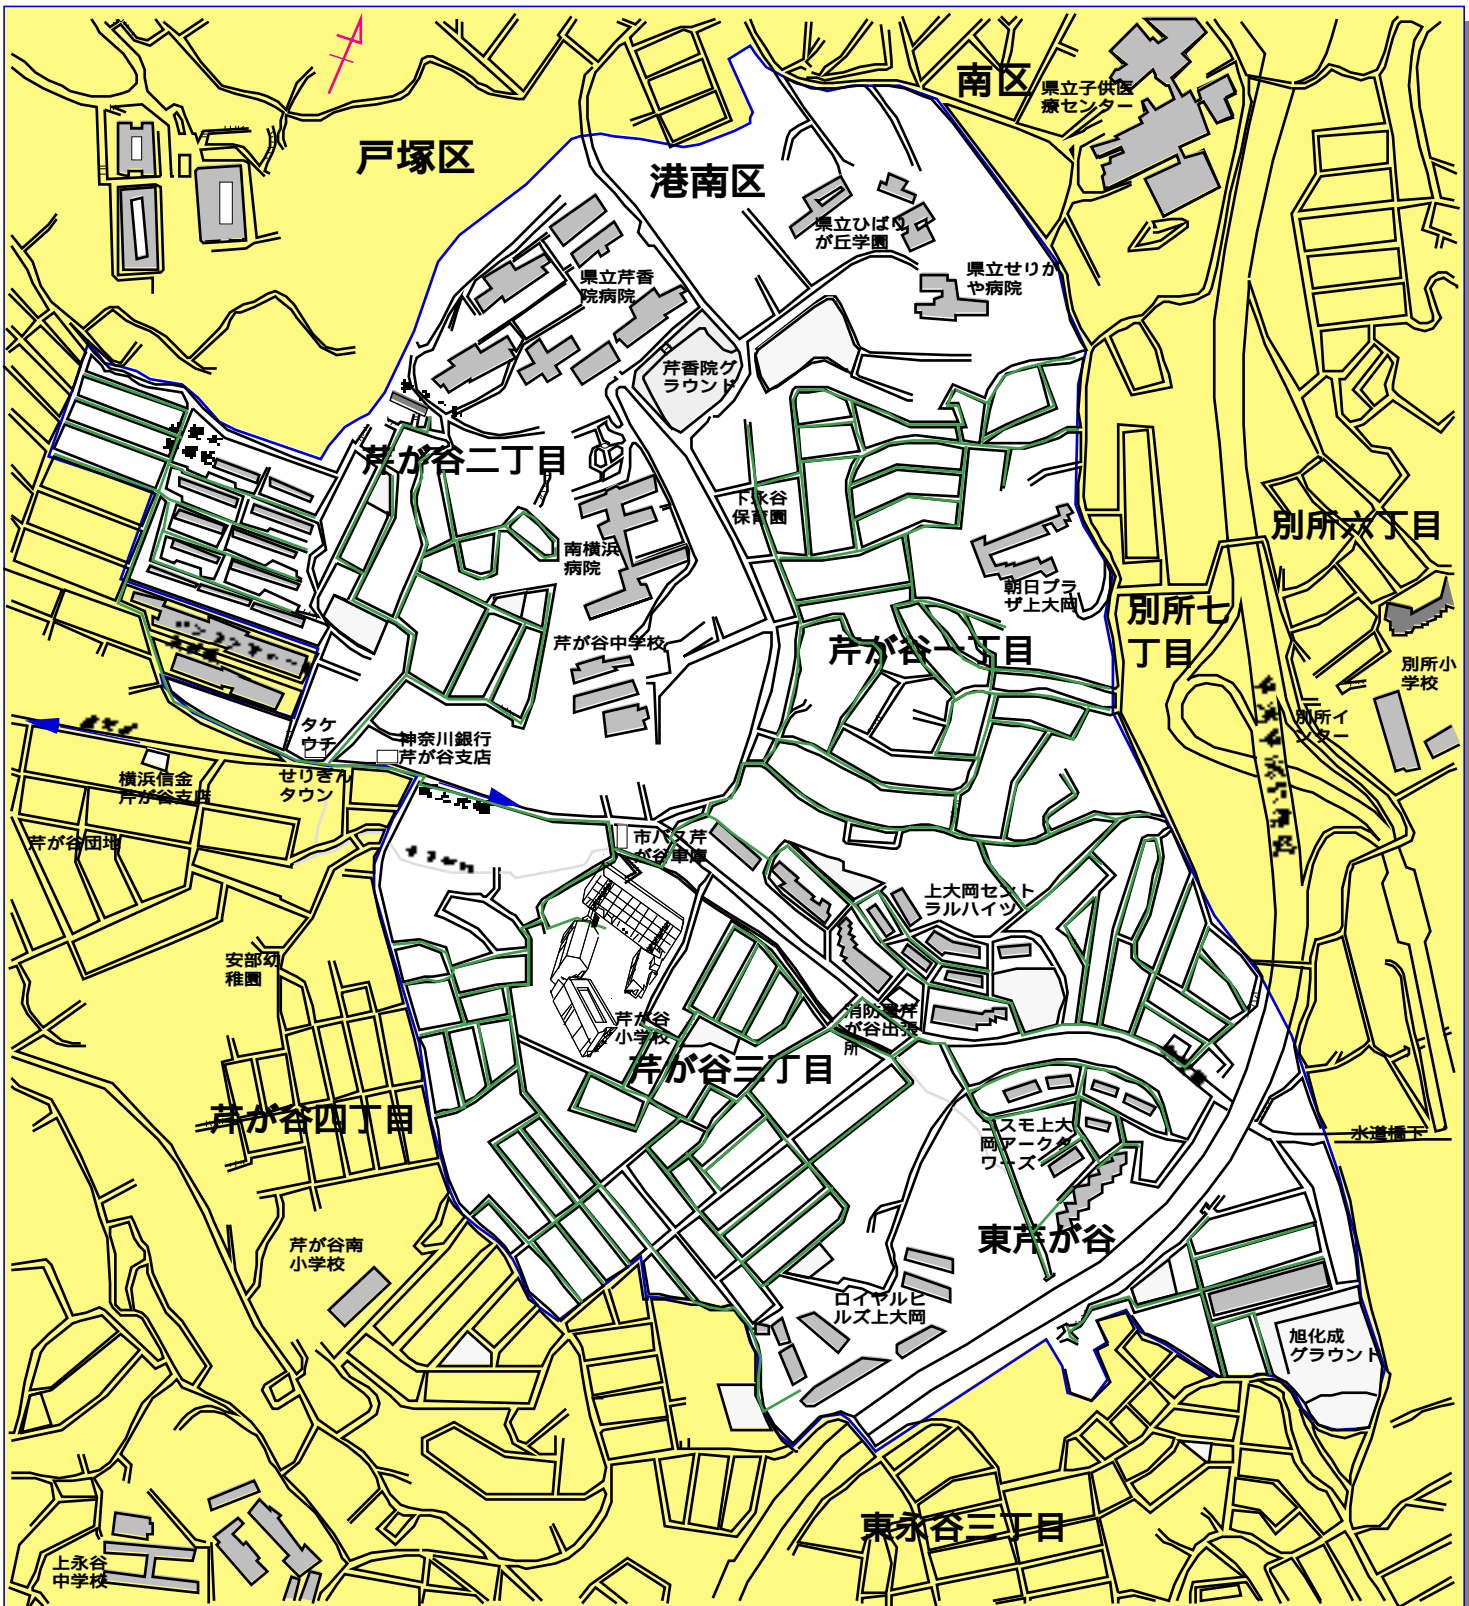 南区
県立子供医
療センター
戸塚区
港南区
県立ひばり
が丘学園
県立せりが
や病院
県立芹香
院病院
芹香院グ
ラウンド
芹が谷二丁目
下永谷
保育園
別所六丁目
南横浜
病院
朝日プラ
ザ上大岡
別所七
丁目
芹が谷中学校
芹が谷一丁目
別所小
学校
タケ
ウチ
別所イ
ンター
神奈川銀行
芹が谷支店
横浜信金
芹が谷支店
せりぎん
タウン
芹が谷団地
市バス芹
が谷車庫
上大岡セント
ラルハイツ
安部幼
稚園
芹が谷
小学校
消防署芹
が谷出張
所
芹が谷三丁目
芹が谷四丁目
コスモ上大
岡アークタ
ワーズ
水道橋下
東芹が谷
芹が谷南
小学校
ロイヤルヒ
ルズ上大岡
旭化成
グラウンド
東永谷三丁目
上永谷
中学校